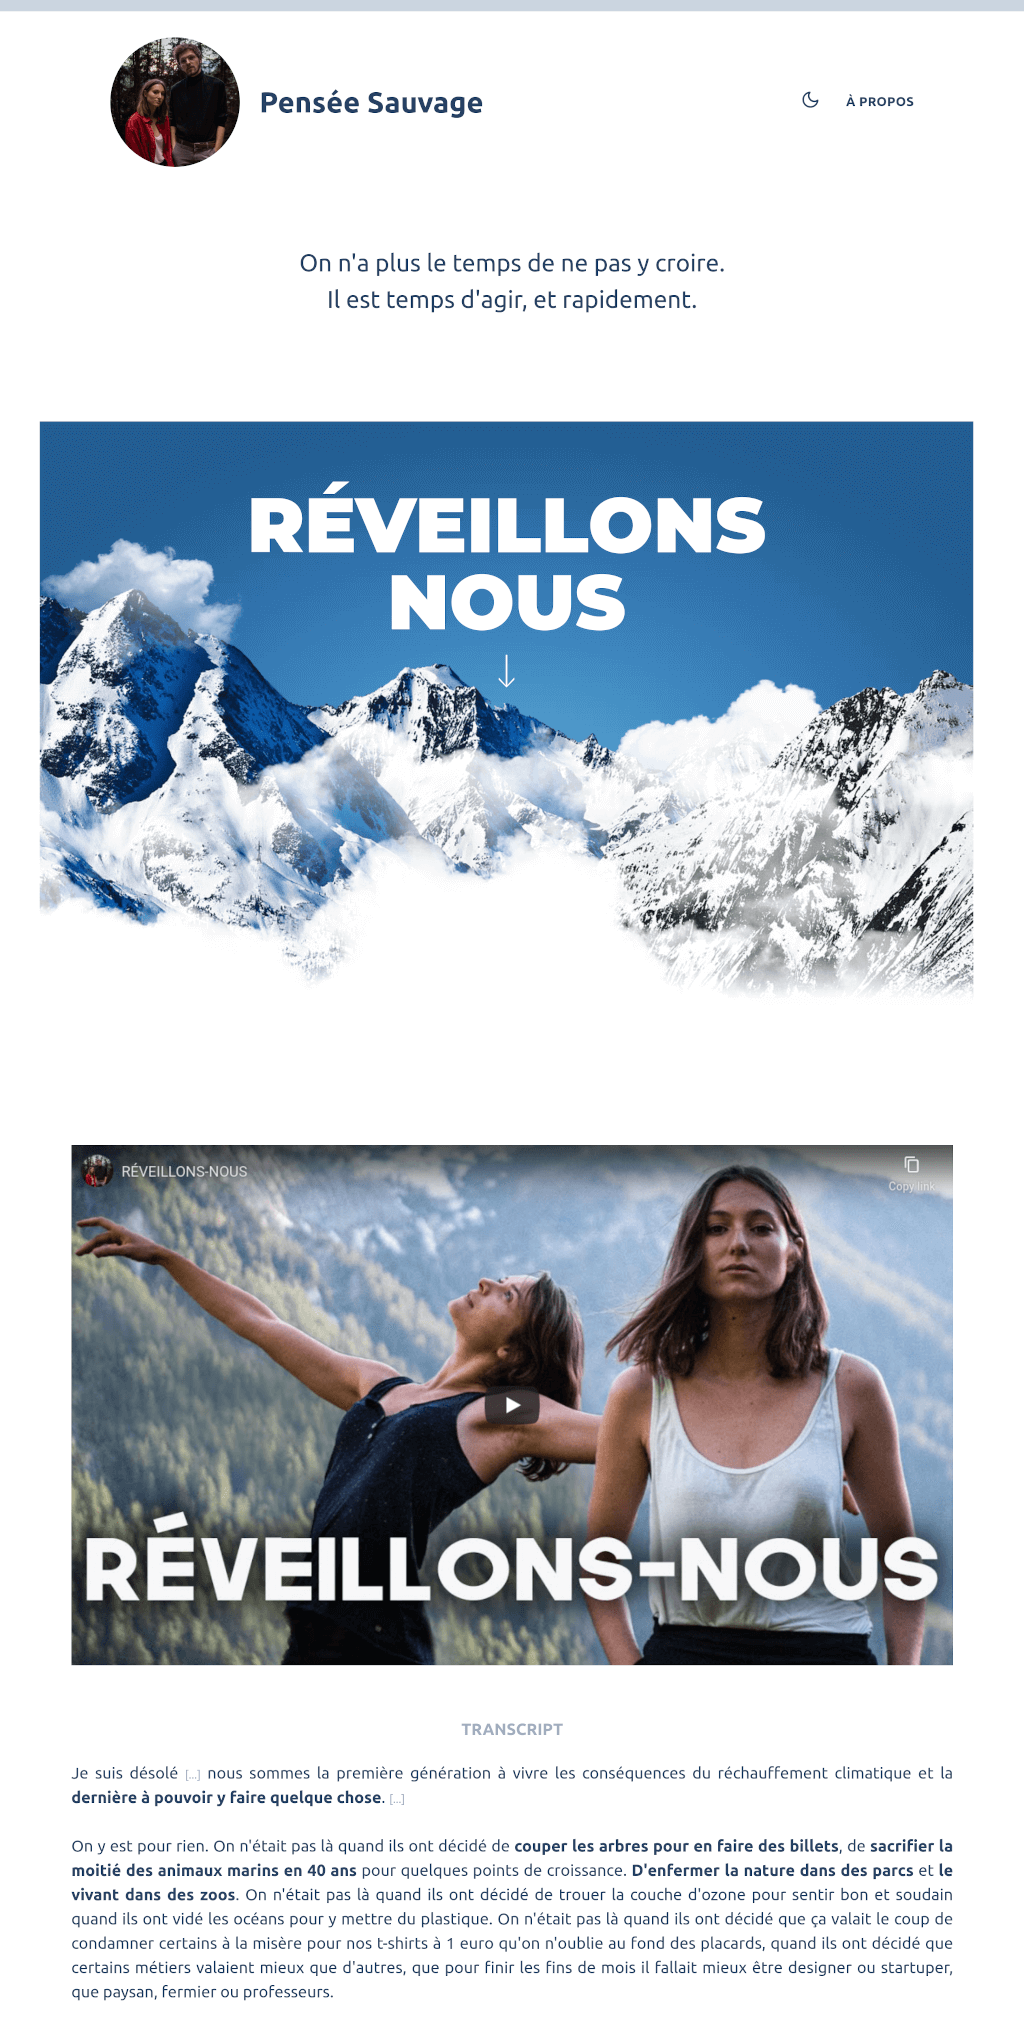 Pensée Sauvage
À PROPOS
On n'a plus le temps de ne pas y croire.
Il est temps d'agir, et rapidement.
RÉVEILLONS
NOUS
RÉVEILLONS-NOUS
Copy link
RÉVEILLONS-NOUS
TRANSCRIPT
Je suis désolé [...] nous sommes la première génération à vivre les conséquences du réchauffement climatique et la
dernière à pouvoir y faire quelque chose. [...]
On y est pour rien. On n'était pas là quand ils ont décidé de couper les arbres pour en faire des billets, de sacrifier la
moitié des animaux marins en 40 ans pour quelques points de croissance. D'enfermer la nature dans des parcs et le
vivant dans des zoos. On n'était pas là quand ils ont décidé de trouer la couche d'ozone pour sentir bon et soudain
quand ils ont vidé les océans pour y mettre du plastique. On n'était pas là quand ils ont décidé que ça valait le coup de
condamner certains à la misère pour nos t-shirts à 1 euro qu'on n'oublie au fond des placards, quand ils ont décidé que
certains métiers valaient mieux que d'autres, que pour finir les fins de mois il fallait mieux être designer ou startuper,
que paysan, fermier ou professeurs.